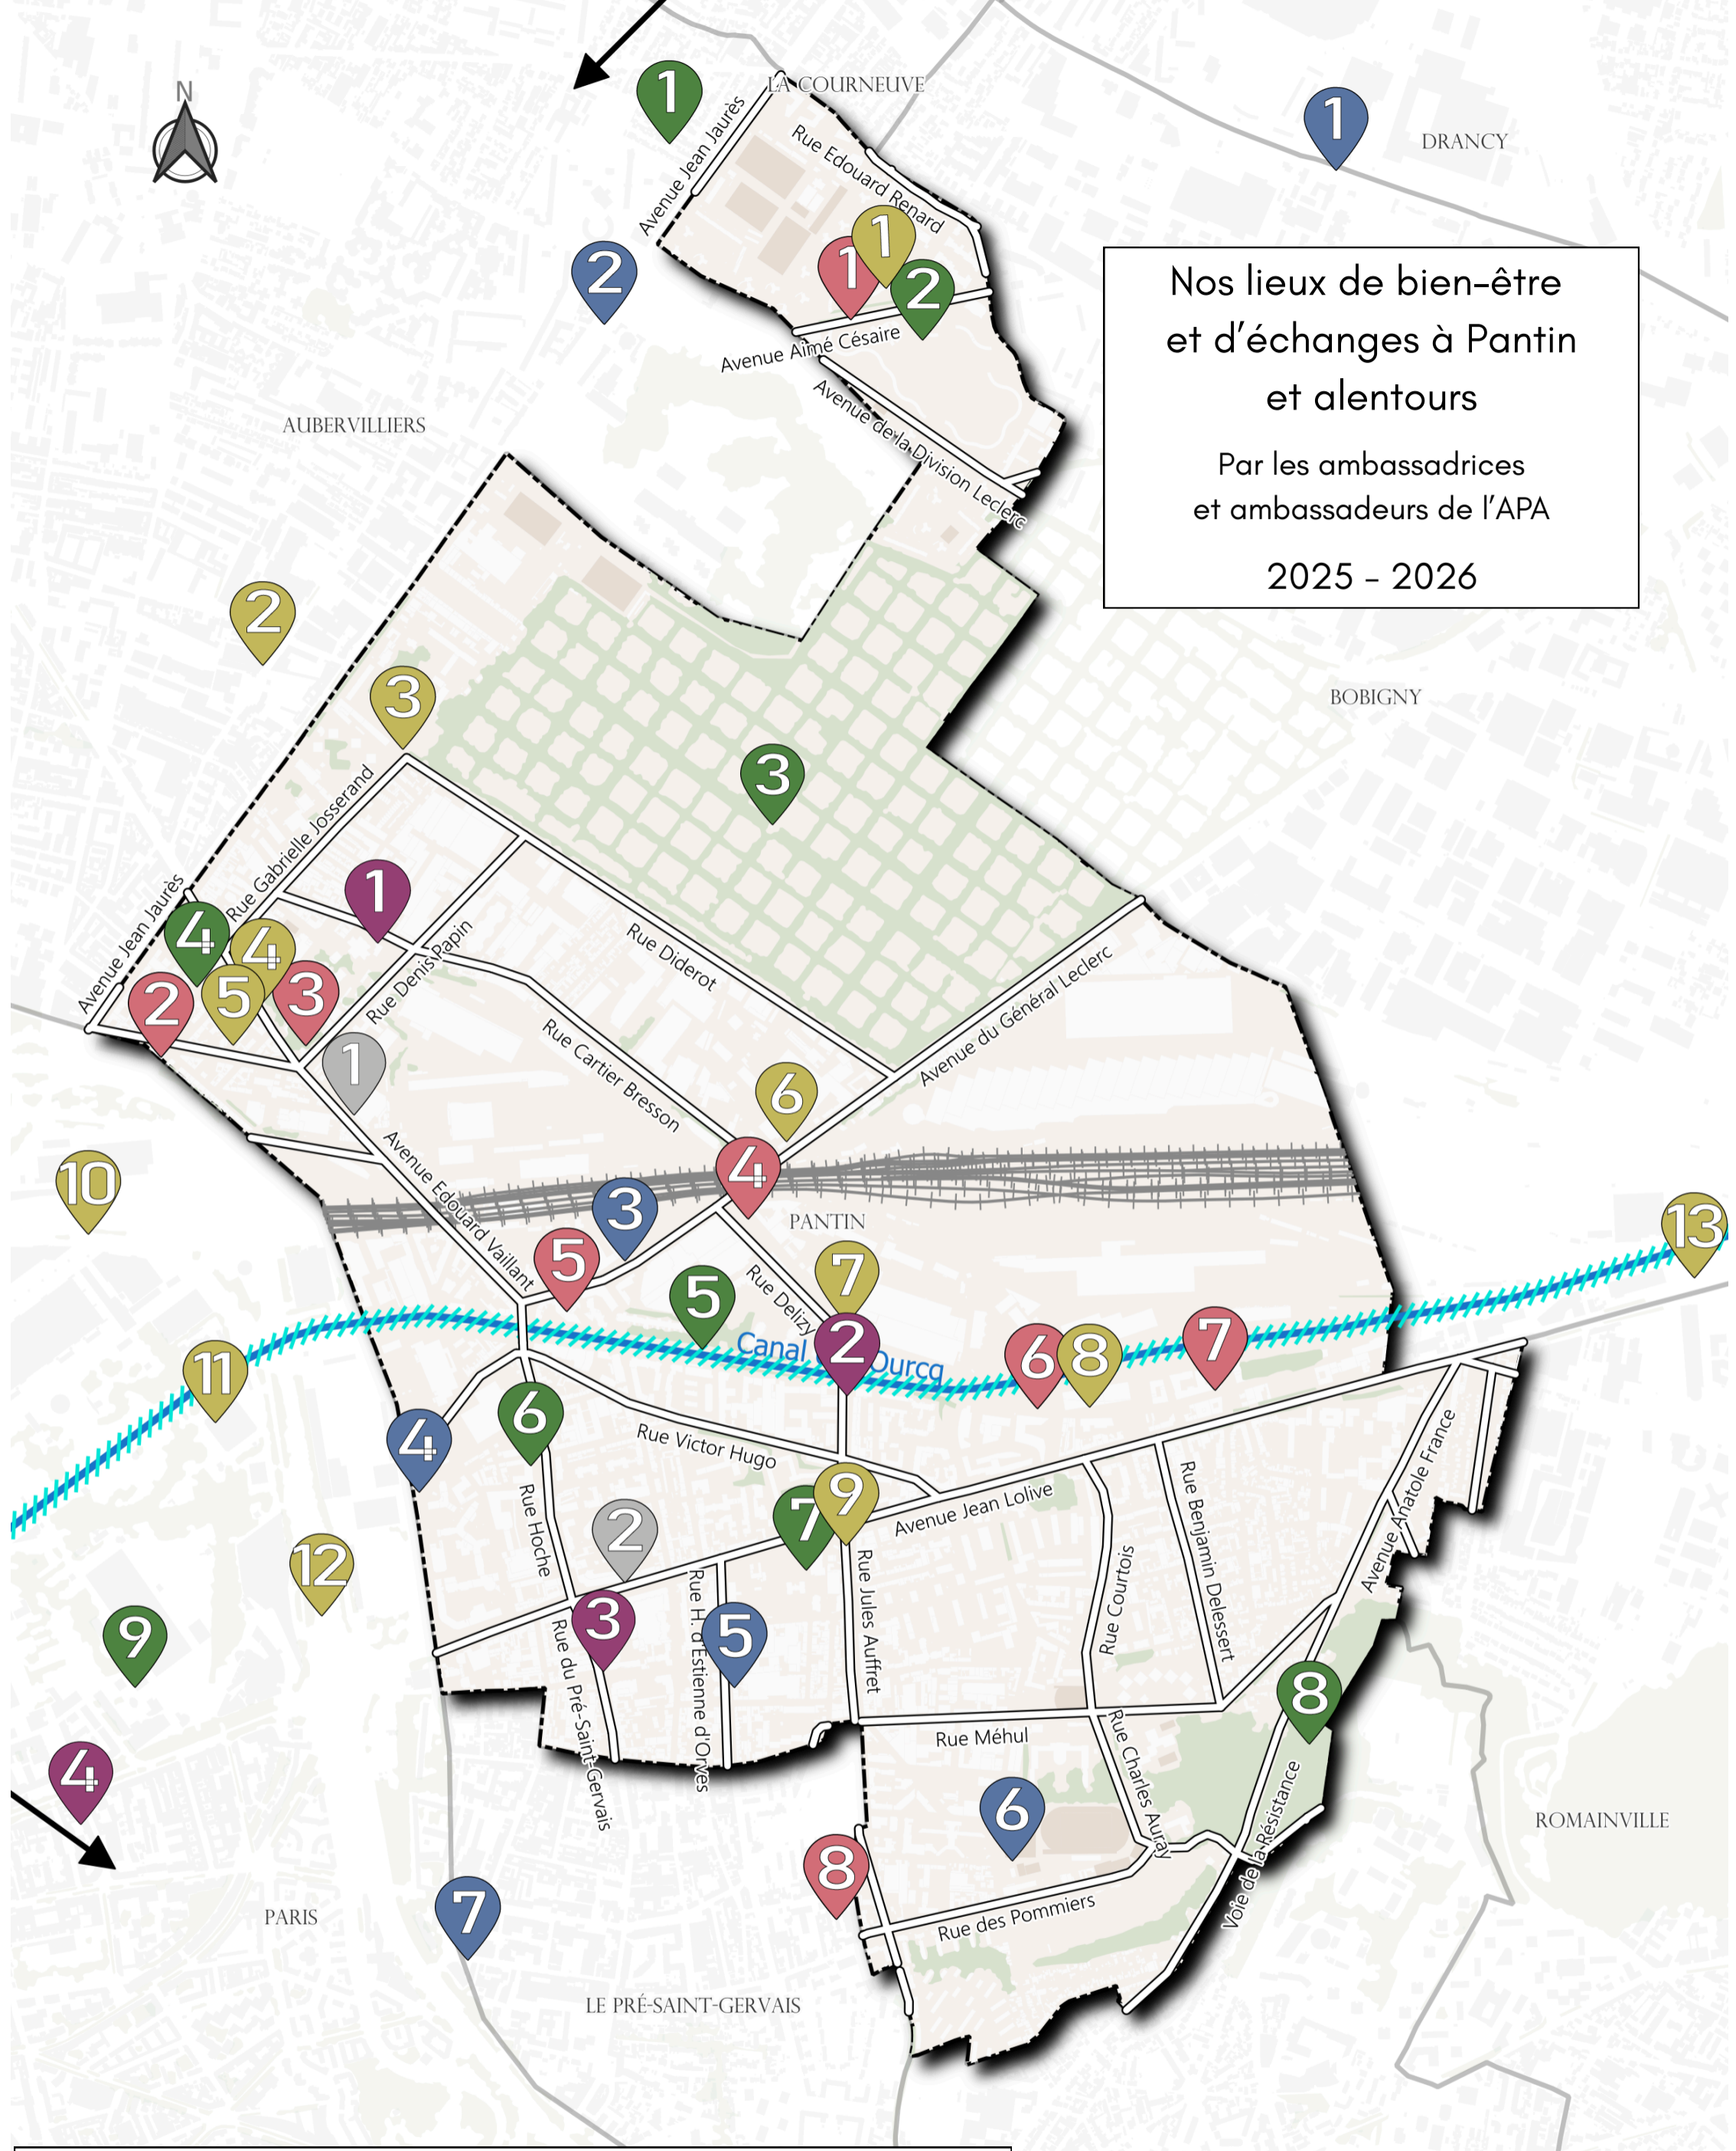 N
LA COURNEUVE
1
1
DRANCY
Avenue Jean Jaurès
Rue Edouard Renard
1
1
2
2
Avenue Aimé Césaire
Avenue de la Division Leclerc
Nos lieux de bien-être
et d'échanges à Pantin
et alentours
Par les ambassadrices
et ambassadeurs de l'APA
2025 - 2026
AUBERVILLIERS
2
3
BOBIGNY
3
Rue Gabrielle Josserand
1
Avenue Jean Jaurès
4
4
5
3
2
Rue Denis Papin
Rue Diderot
Avenue du Général Leclerc
1
Rue Cartier Bresson
6
Avenue Edouard Vaillant
4
10
3
PANTIN
13
5
5
Rue Delizy
7
2
Canal
Ourcq
6
8
7
11
4
6
Rue Victor Hugo
9
7
Avenue Jean Lolive
Rue Hoche
2
12
Rue Benjamin Delessert
Avenue Anatole France
Rue Courtois
Rue Jules Auffret
9
3
Rue H. d'Estienne d'Orves
5
Rue du Pré-Saint-Gervais
8
Rue Méhul
Rue Charles Auray
4
6
Voie de la Résistance
ROMAINVILLE
8
7
PARIS
Rue des Pommiers
LE PRÉ-SAINT-GERVAIS